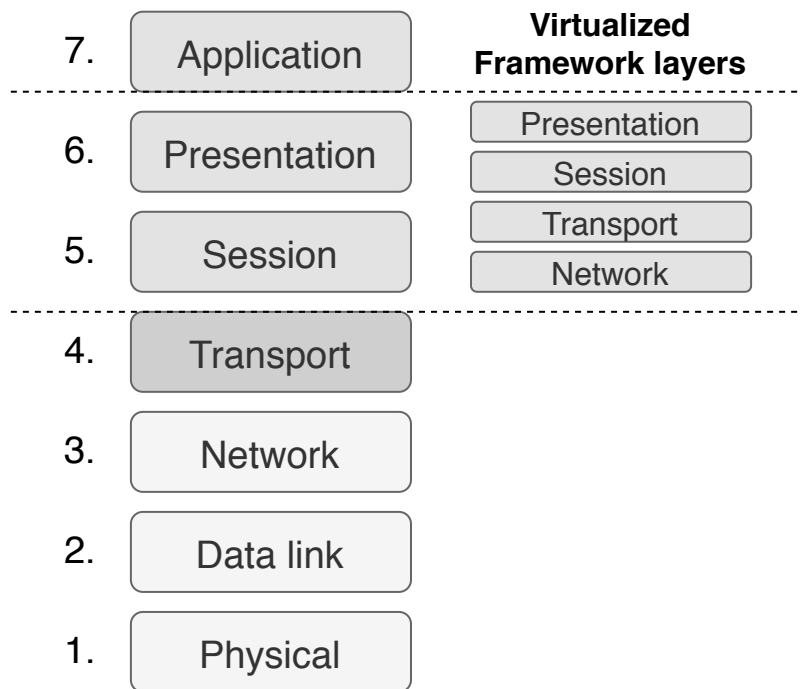 7. Application
Virtualized
Framework layers
6. Presentation
5. Session
Presentation
Session
Transport
Network
4. Transport
3. Network
2. Data link
1. Physical